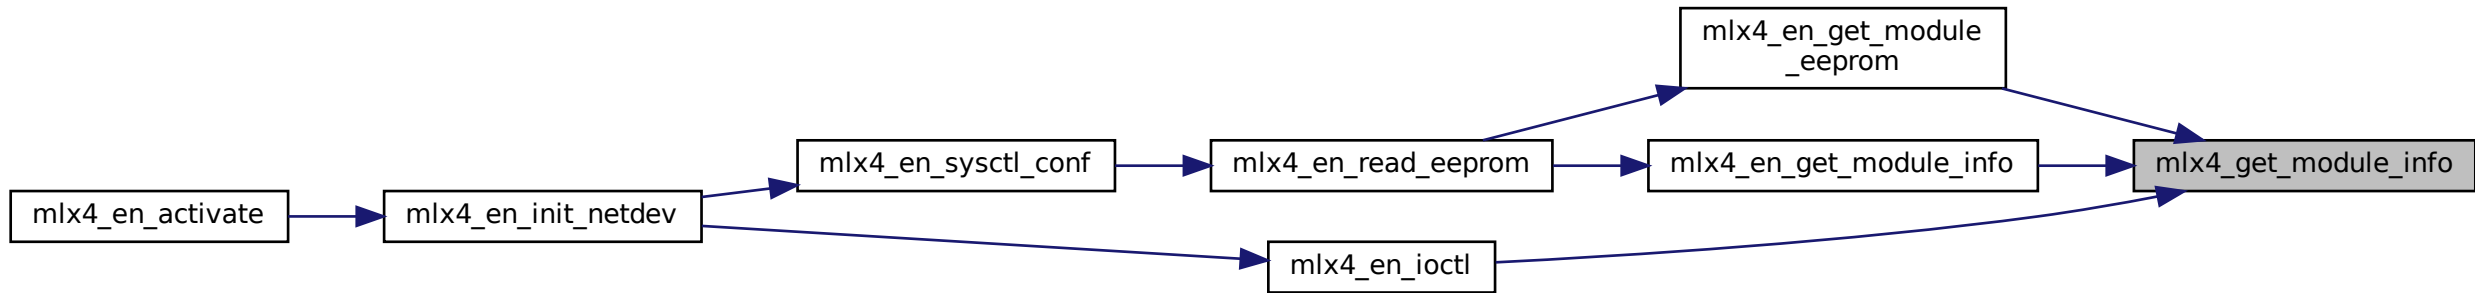 mlx4_en_get_module
_eeprom
mlx4_en_sysctl_conf
mlx4_en_read_eeprom
mlx4_en_get_module_info
mlx4_get_module_info
mlx4_en_activate
mlx4_en_init_netdev
mlx4_en_ioctl